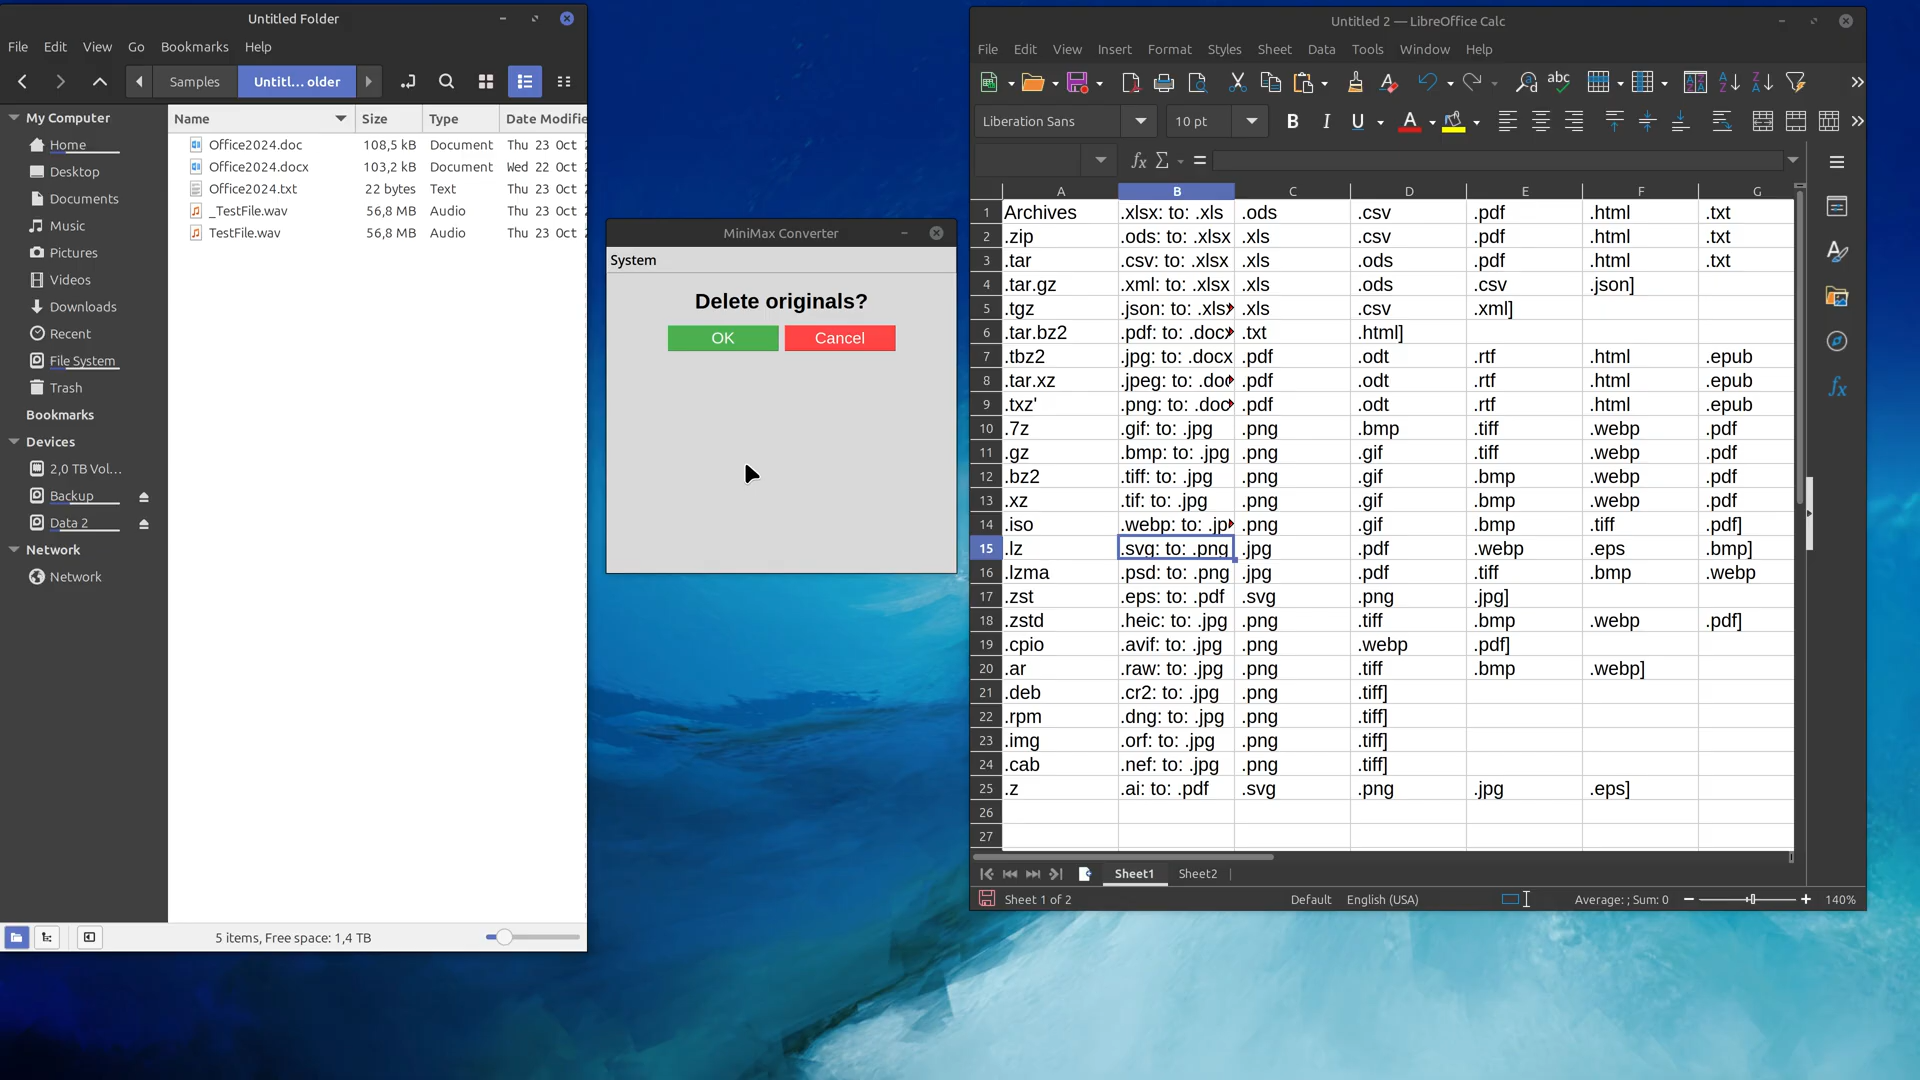 Untitled Folder
File Edit View Go Bookmarks Help
Samples Untitl... older
My Computer
Home
Desktop
Documents
Music
Pictures
Videos
Downloads
Recent
File System
Trash
Bookmarks
Devices
2,0 TB Vol...
Backup
Data 2
Network
Network
Name Size Type Date Modifie
Office2024.doc 108,5 kB Document Thu 23 Oct
Office2024.docx 103,2 kB Document Wed 22 Oct
Office2024.txt 22 bytes Text Thu 23 Oct
_TestFile.wav 56,8 MB Audio Thu 23 Oct
TestFile.wav 56,8 MB Audio Thu 23 Oct
5 items, Free space: 1,4 TB
MiniMax Converter
System
Delete originals?
OK Cancel
Untitled 2 — LibreOffice Calc
File Edit View Insert Format Styles Sheet Data Tools Window Help
Liberation Sans 10 pt
A B C D E F G
1 Archives .xlsx: to: .xls .ods .csv .pdf .html .txt
2 .zip .ods: to: .xlsx .xls .csv .pdf .html .txt
3 .tar .csv: to: .xlsx .xls .ods .pdf .html .txt
4 .tar.gz .xml: to: .xlsx .xls .ods .csv .json]
5 .tgz .json: to: .xlsx .xls .csv .xml]
6 .tar.bz2 .pdf: to: .docx .txt .html]
7 .tbz2 .jpg: to: .docx .pdf .odt .rtf .html .epub
8 .tar.xz .jpeg: to: .doc .pdf .odt .rtf .html .epub
9 .txz' .png: to: .doc .pdf .odt .rtf .html .epub
10 .7z .gif: to: .jpg .png .bmp .tiff .webp .pdf
11 .gz .bmp: to: .jpg .png .gif .tiff .webp .pdf
12 .bz2 .tiff: to: .jpg .png .gif .bmp .webp .pdf
13 .xz .tif: to: .jpg .png .gif .bmp .webp .pdf
14 .iso .webp: to: .jp .png .gif .bmp .tiff .pdf]
15 .lz .svg: to: .png .jpg .pdf .webp .eps .bmp]
16 .lzma .psd: to: .png .jpg .pdf .tiff .bmp .webp
17 .zst .eps: to: .pdf .svg .png .jpg]
18 .zstd .heic: to: .jpg .png .tiff .bmp .webp .pdf]
19 .cpio .avif: to: .jpg .png .webp .pdf]
20 .ar .raw: to: .jpg .png .tiff .bmp .webp]
21 .deb .cr2: to: .jpg .png .tiff]
22 .rpm .dng: to: .jpg .png .tiff]
23 .img .orf: to: .jpg .png .tiff]
24 .cab .nef: to: .jpg .png .tiff]
25 .z .ai: to: .pdf .svg .png .jpg .eps]
26
27
Sheet1 Sheet2
Sheet 1 of 2 Default English (USA) Average: ; Sum: 0 140%